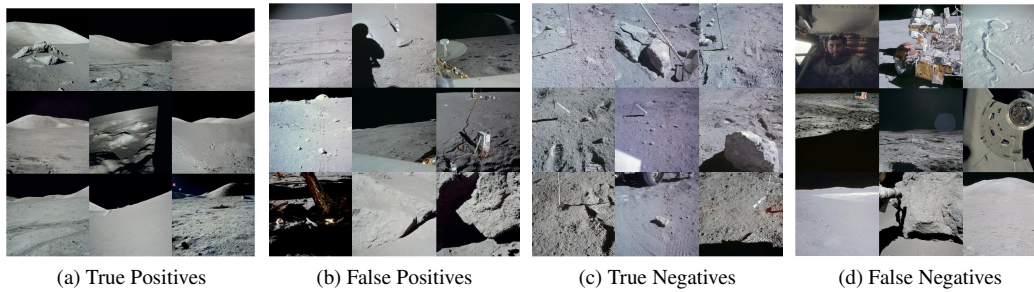 (a) True Positives
(b) False Positives
(c) True Negatives
(d) False Negatives